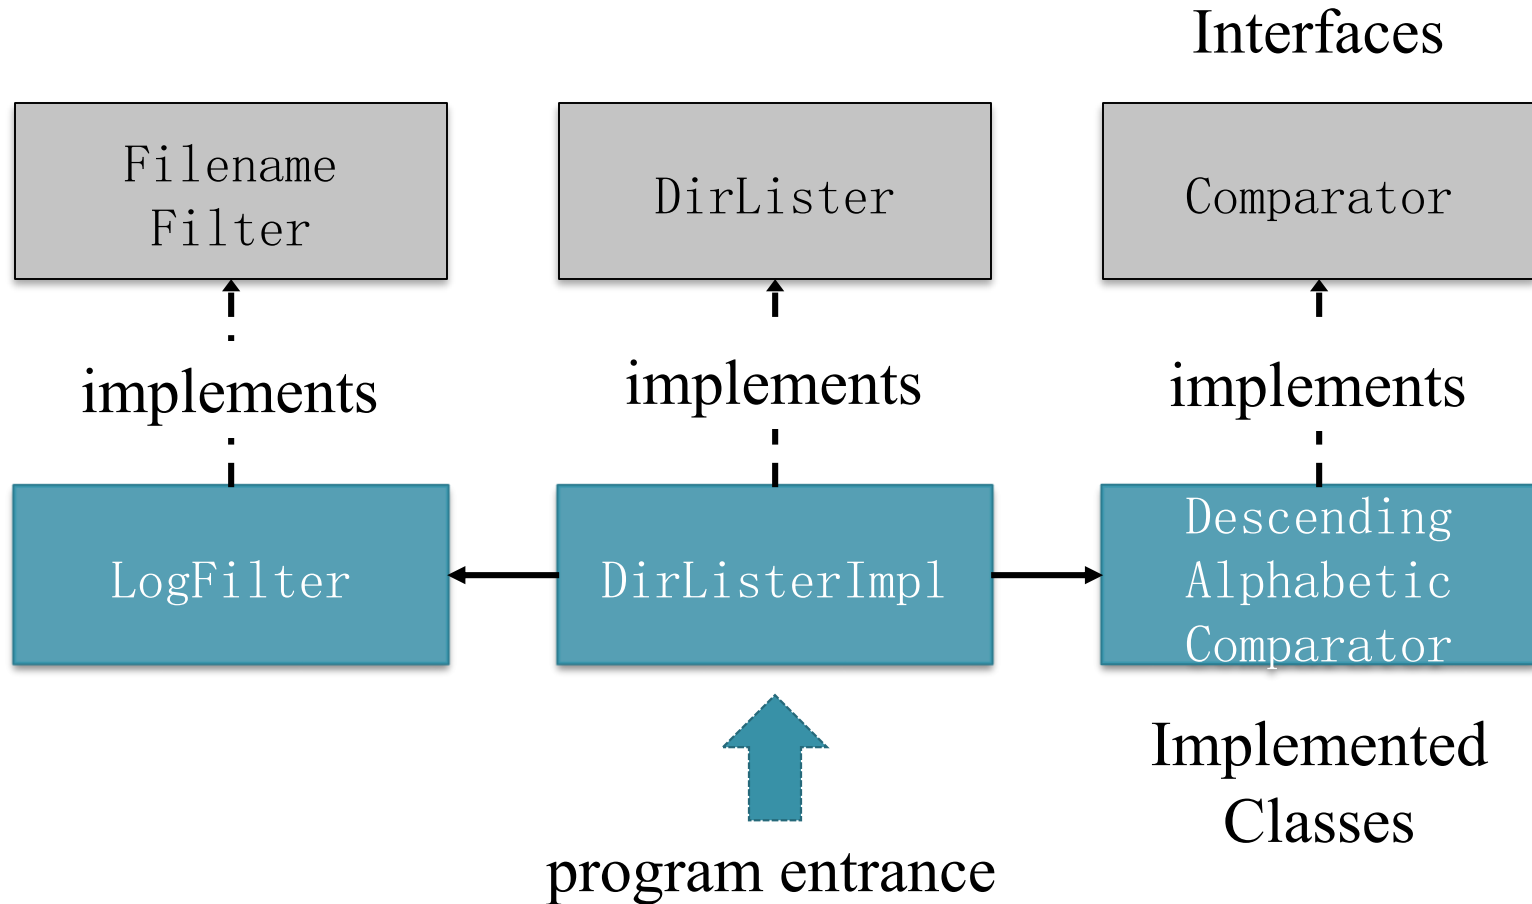 Interfaces
Filename
Filter
DirLister
Comparator
implements
implements
implements
LogFilter
DirListerImpl
Descending
Alphabetic
Comparator
Implemented
Classes
program entrance